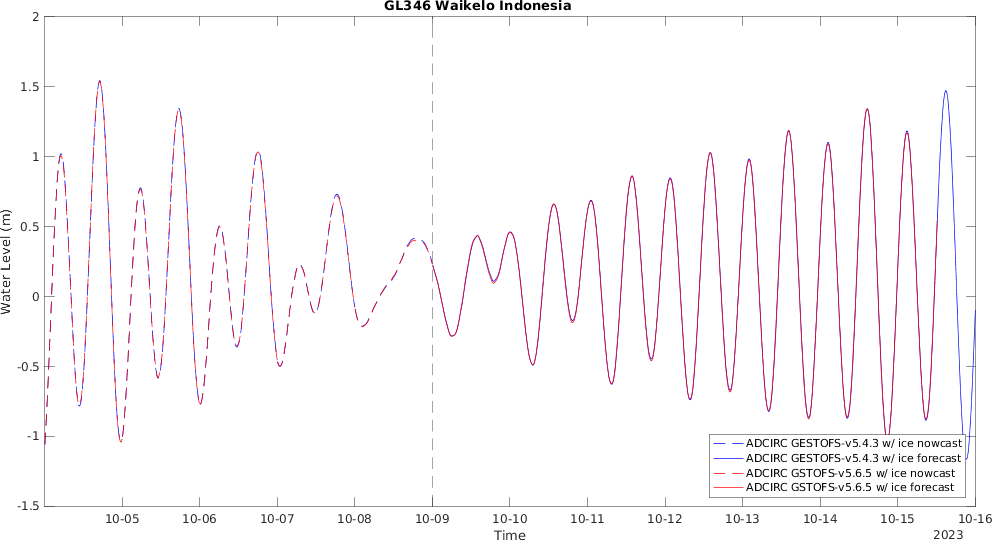 GL346 Waikelo Indonesia
2
1.5
1
0.5
0
-0.5
-1
-1.5
Water Level (m)
ADCIRC GESTOFS-v5.4.3 w/ ice nowcast
ADCIRC GESTOFS-v5.4.3 w/ ice forecast
ADCIRC GSTOFS-v5.6.5 w/ ice nowcast
ADCIRC GSTOFS-v5.6.5 w/ ice forecast
10-05 10-06 10-07 10-08 10-09 10-10 10-11 10-12 10-13 10-14 10-15 10-16
Time
2023